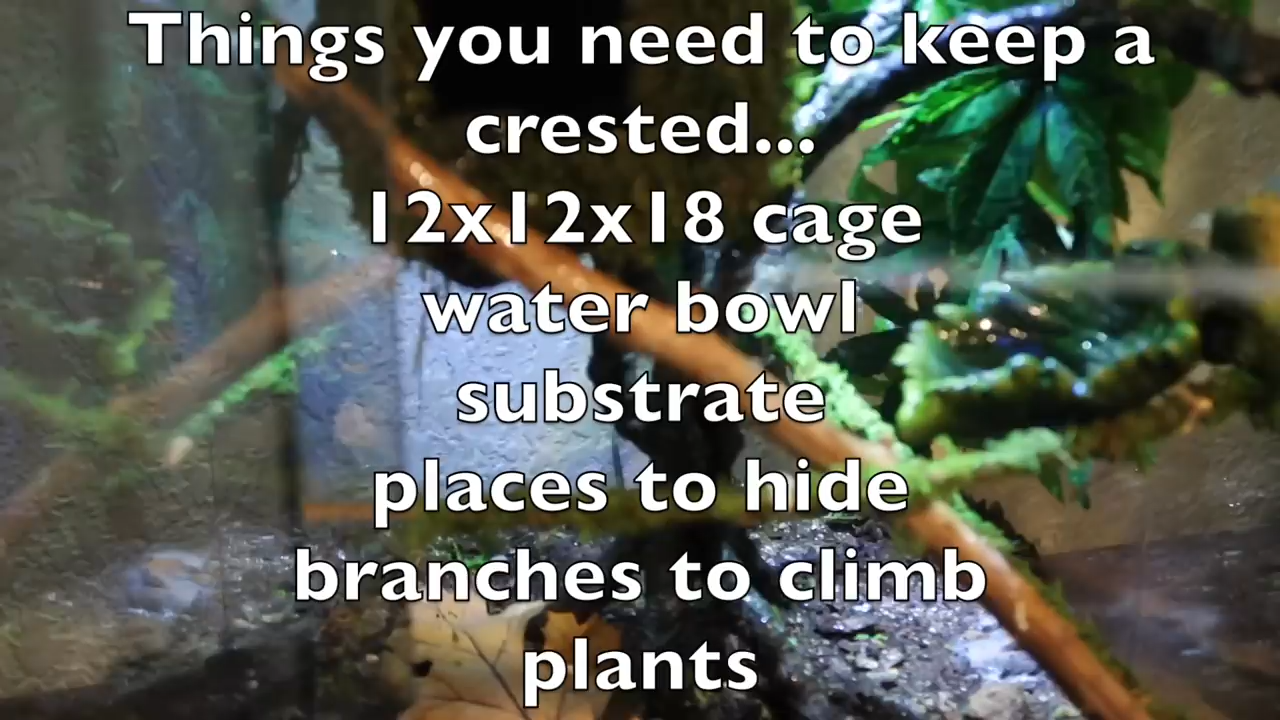 Things you need to keep a
crested...
12x12x18 cage
water bowl
substrate
places to hide
branches to climb
plants